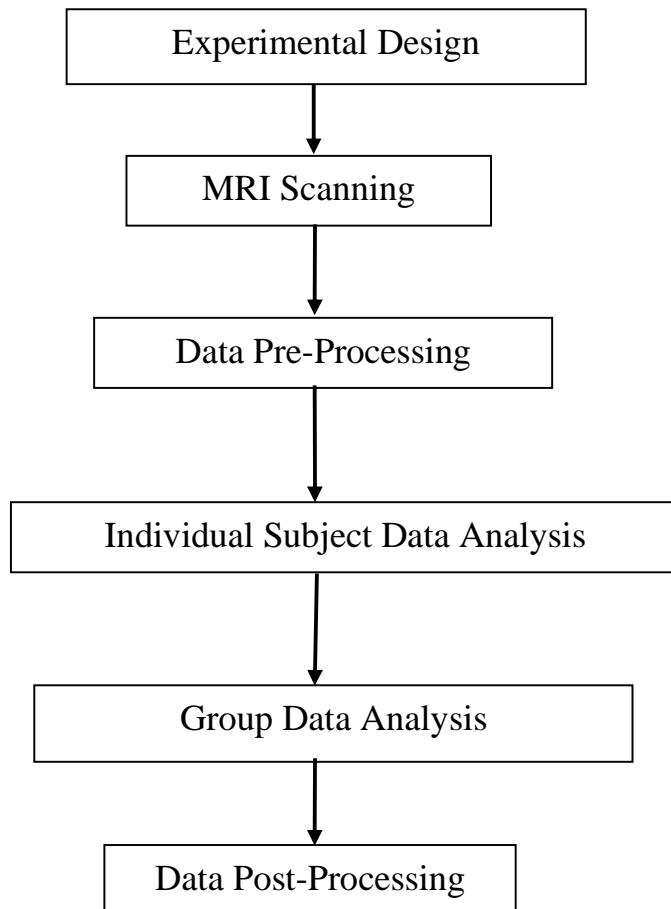 Experimental Design
MRI Scanning
Data Pre-Processing
Individual Subject Data Analysis
Group Data Analysis
Data Post-Processing